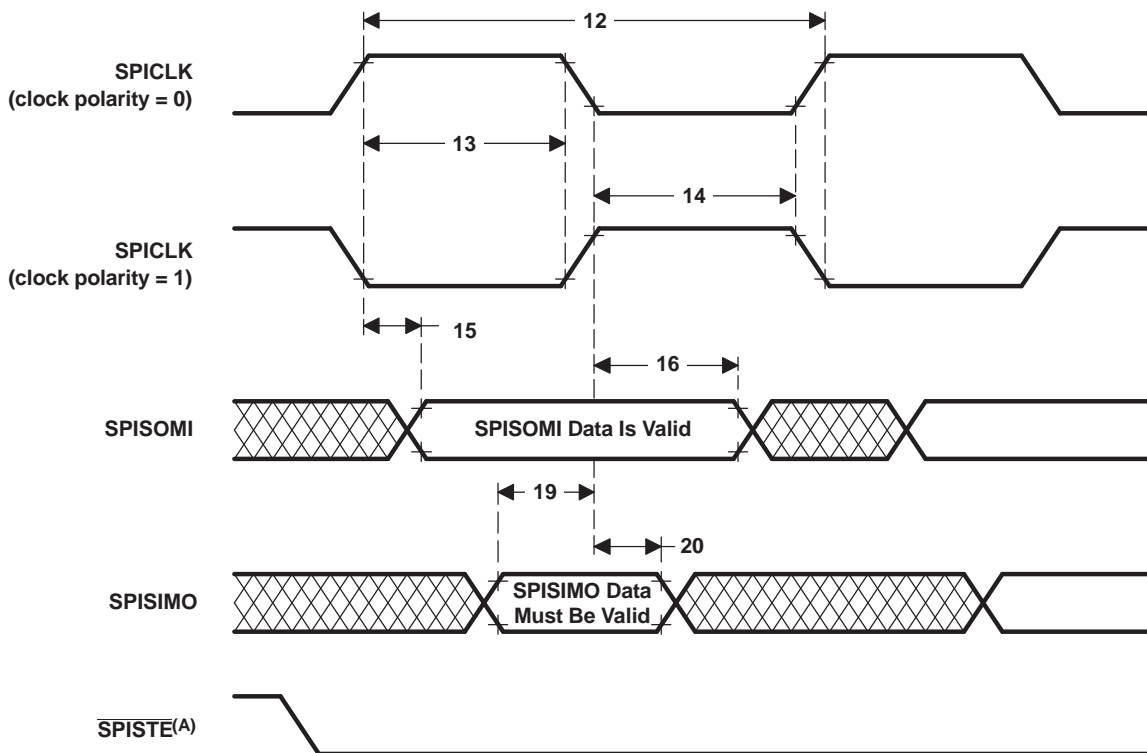 12
SPICLK
(clock polarity = 0)
13
14
SPICLK
(clock polarity = 1)
15
16
SPISOMI
SPISOMI Data Is Valid
19
20
SPISIMO
SPISIMO Data
Must Be Valid
SPISTE(A)